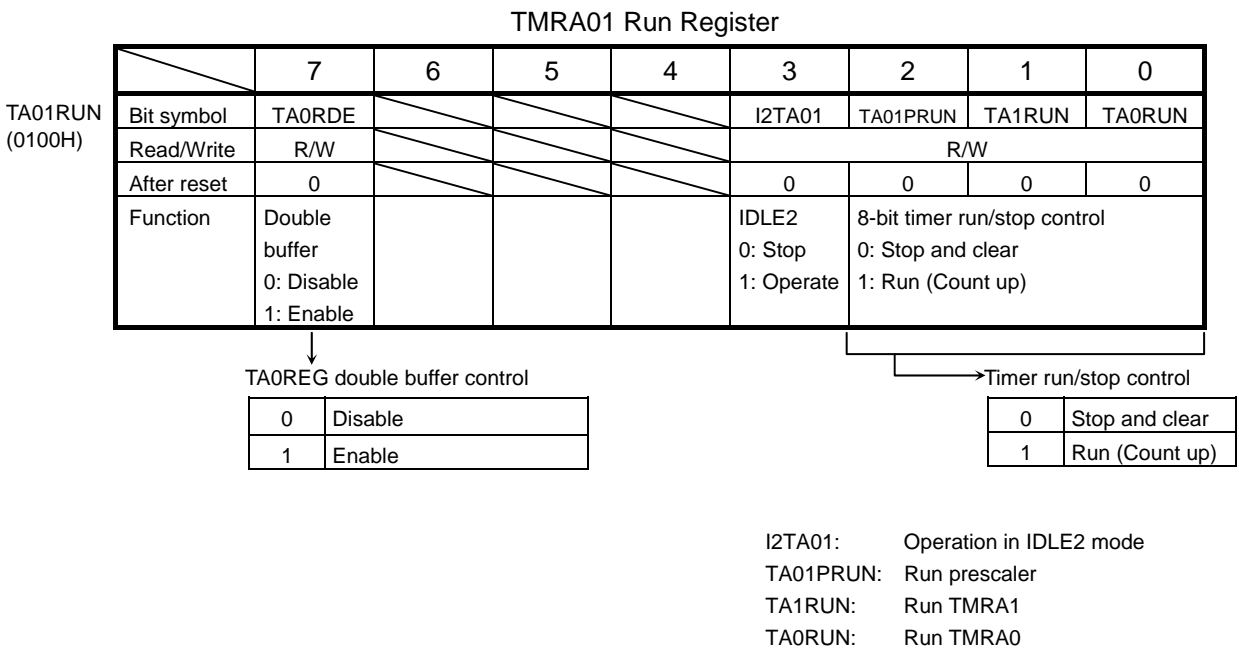 TMRA01 Run Register
7 6 5 4 3 2 1 0
TA01RUN
(0100H)
Bit symbol TA0RDE I2TA01 TA01PRUN TA1RUN TA0RUN
Read/Write R/W R/W
After reset 0 0 0 0 0
Function Double IDLE2 8-bit timer run/stop control
buffer 0: Stop 0: Stop and clear
0: Disable 1: Operate 1: Run (Count up)
1: Enable
TA0REG double buffer control Timer run/stop control
0 Disable 0 Stop and clear
1 Enable 1 Run (Count up)
I2TA01: Operation in IDLE2 mode
TA01PRUN: Run prescaler
TA1RUN: Run TMRA1
TA0RUN: Run TMRA0